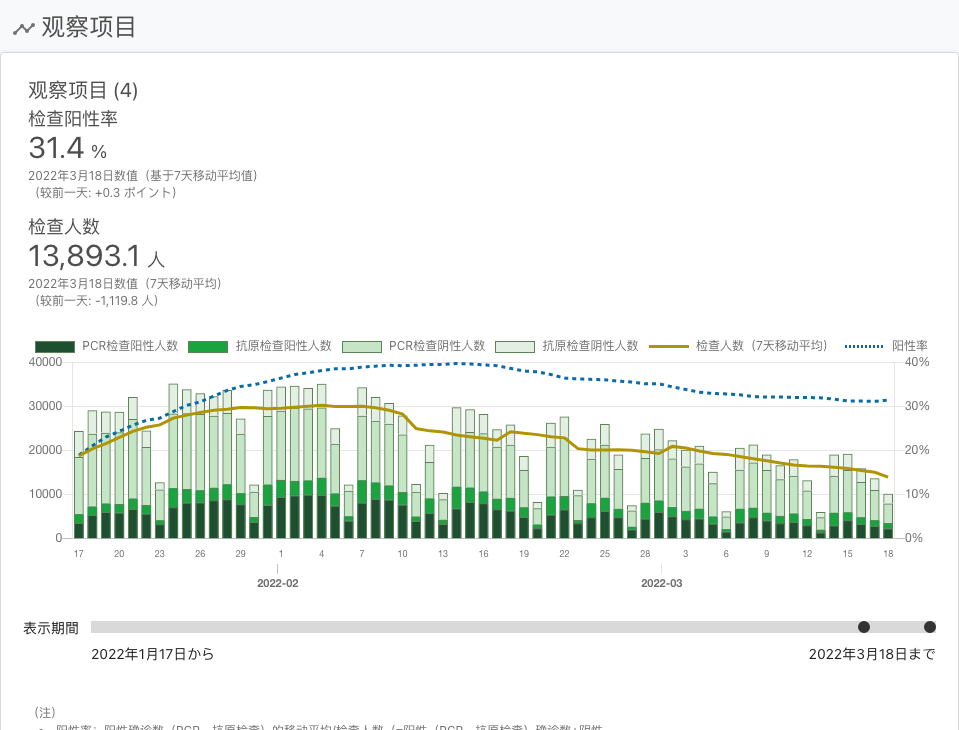 观察项目
观察项目 (4)
检查阳性率
31.4 %
2022年3月18日数值（基于7天移动平均值)
（较前一天: +0.3 ポイント）
检查人数
13,893.1 人
2022年3月18日数值（7天移动平均)
（较前一天: -1,119.8 人）
PCR检查阳性人数 抗原检查阳性人数 PCR检查阴性人数 抗原检查阴性人数 检查人数（7天移动平均） 阳性率
40000 40%
30000 30%
20000 20%
10000 10%
0 0%
17 20 23 26 29 1 4 7 10 13 16 19 22 25 28 3 6 9 12 15 18
2022-02 2022-03
表示期間
2022年1月17日から 2022年3月18日まで
（注）